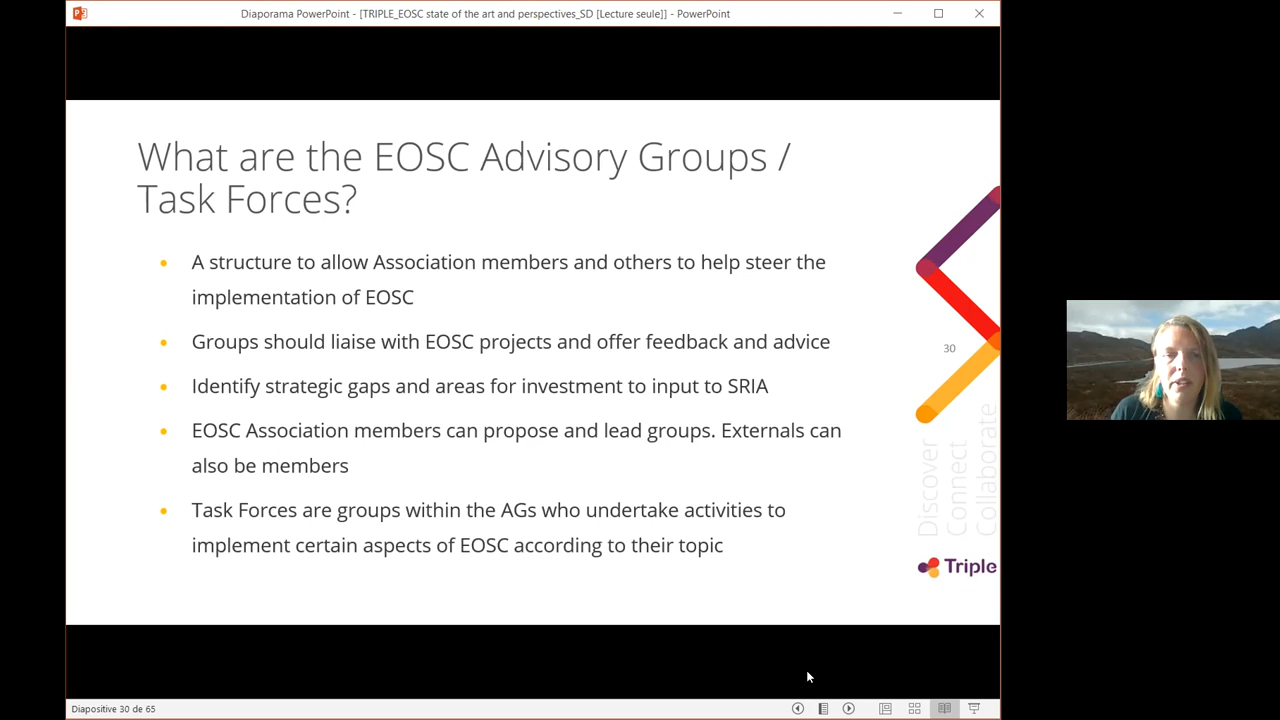 Diaporama PowerPoint - [TRIPLE_EOSC state of the art and perspectives_SD [Lecture seule]] - PowerPoint
What are the EOSC Advisory Groups /
Task Forces?
• A structure to allow Association members and others to help steer the
implementation of EOSC
• Groups should liaise with EOSC projects and offer feedback and advice
• Identify strategic gaps and areas for investment to input to SRIA
• EOSC Association members can propose and lead groups. Externals can
also be members
• Task Forces are groups within the AGs who undertake activities to
implement certain aspects of EOSC according to their topic
30
Discover
Connect
Collaborate
Triple
Diapositive 30 de 65